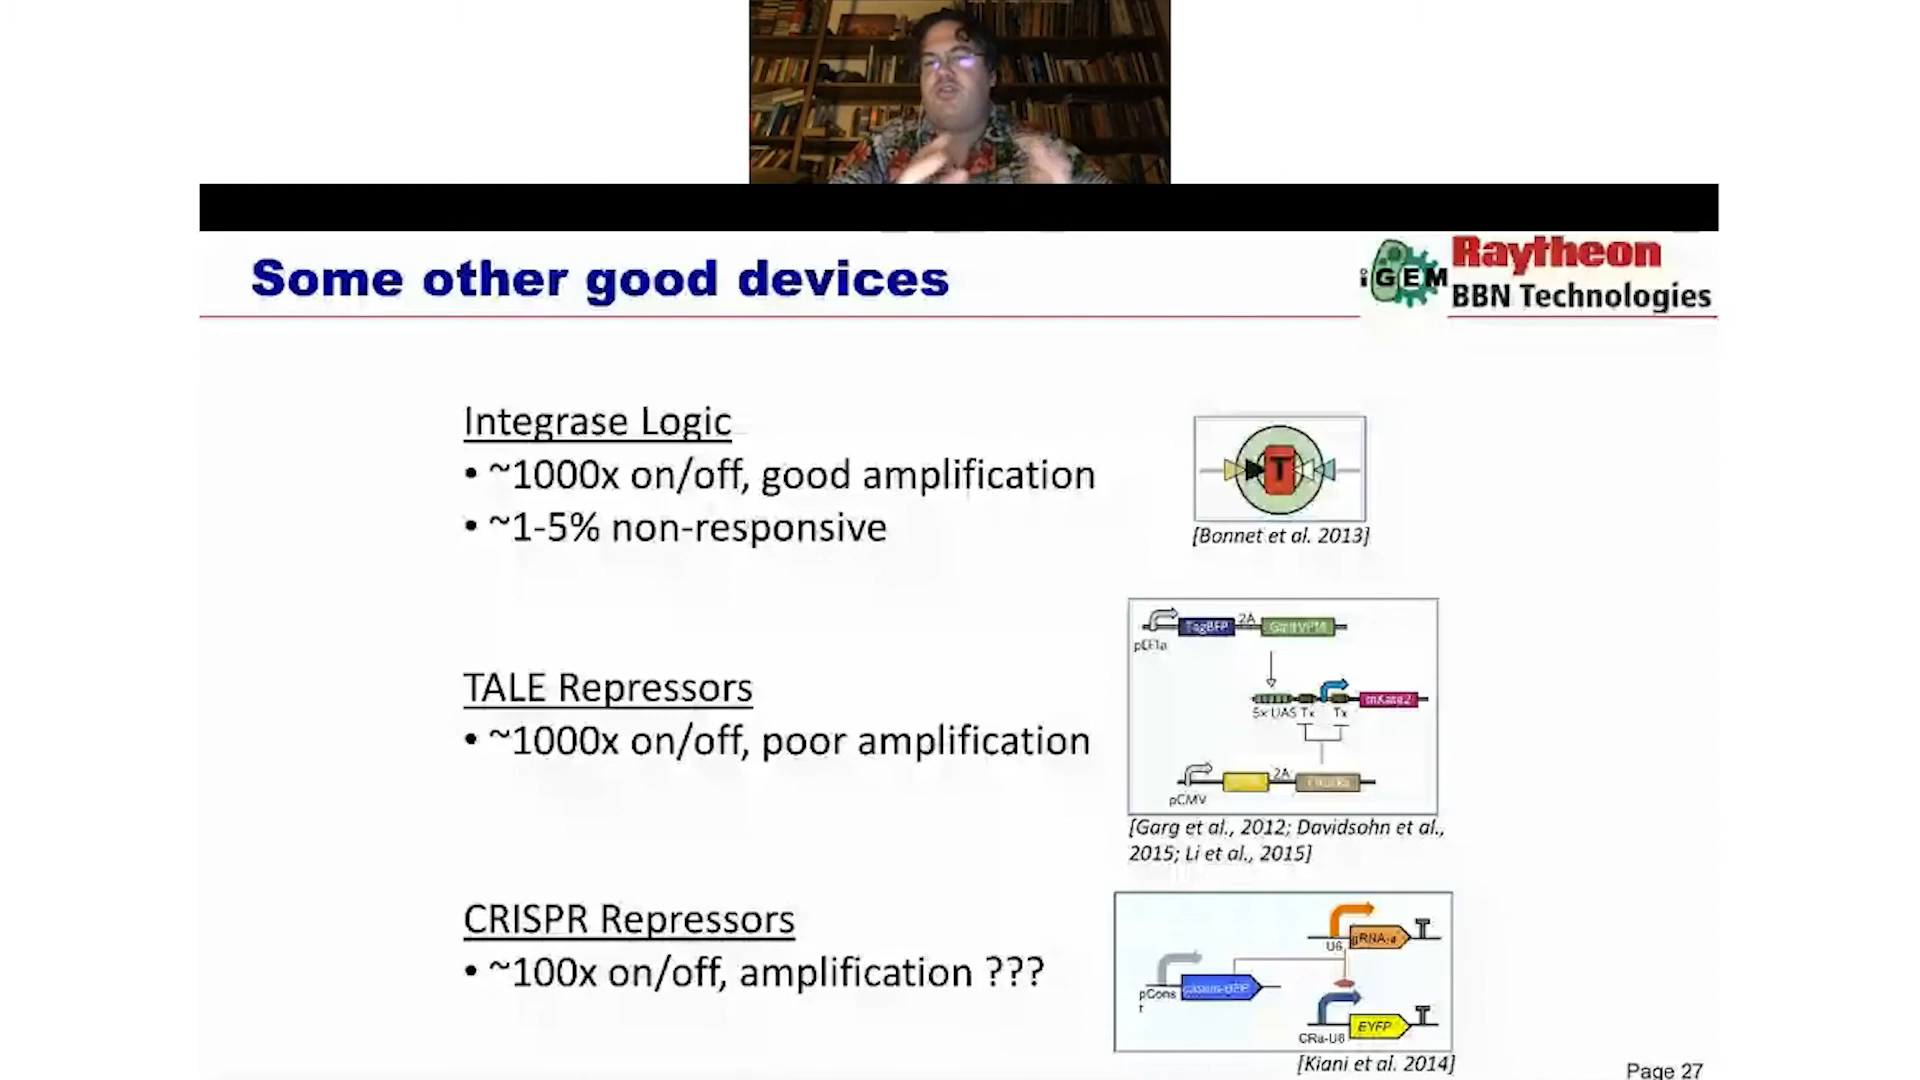 Some other good devices
iGEM
Raytheon
BBN Technologies
Integrase Logic
• ~1000x on/off, good amplification
• ~1-5% non-responsive
T
[Bonnet et al. 2013]
TagBFP 2A
pEF1a
5x UAS Tx Tx mKate2
2A
pCMV
TALE Repressors
• ~1000x on/off, poor amplification
[Garg et al., 2012; Davidsohn et al.,
2015; Li et al., 2015]
CRISPR Repressors
• ~100x on/off, amplification ???
U6 gRNA-a
pCons
t
CRa-U6 EYFP
[Kiani et al. 2014]
Page 27